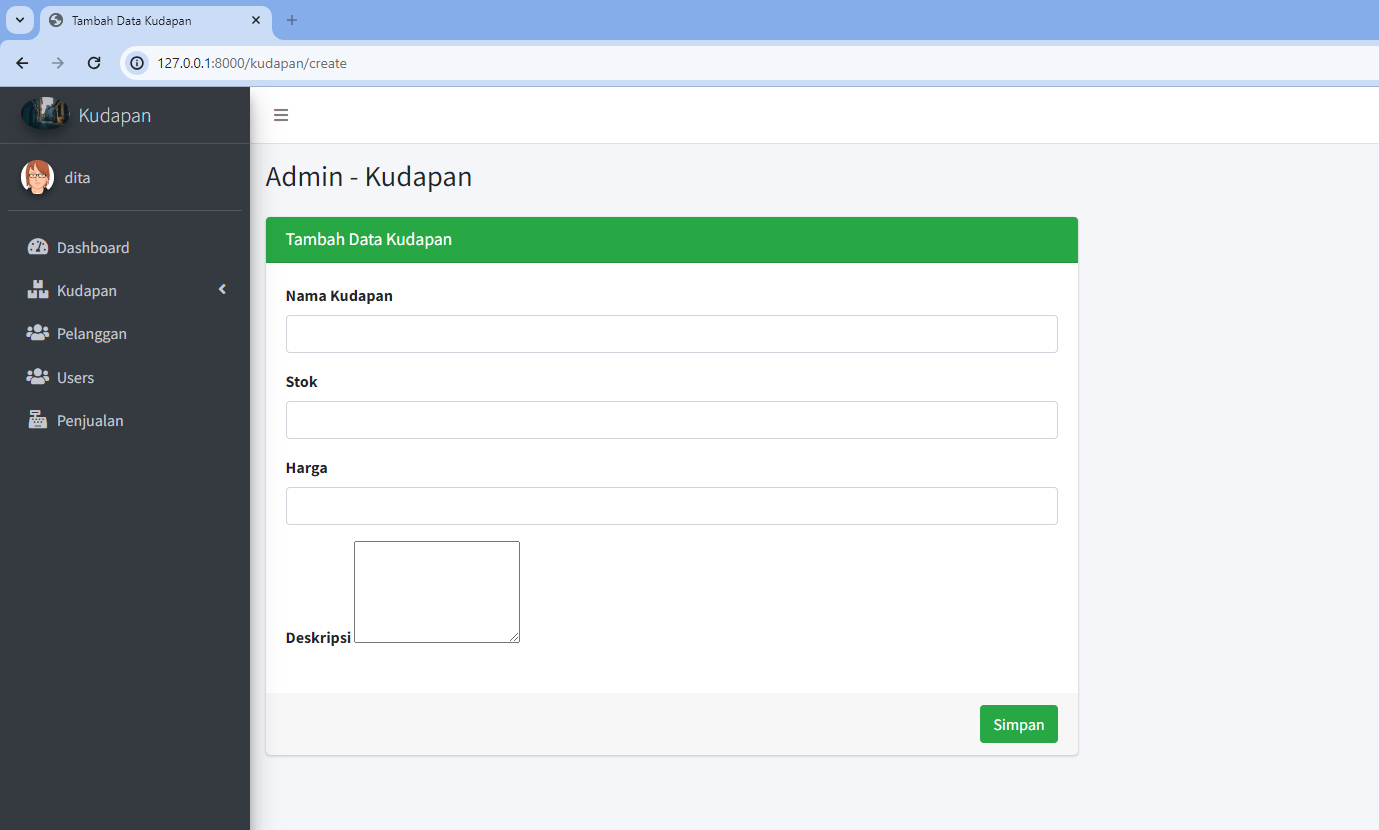 Tambah Data Kudapan
127.0.0.1:8000/kudapan/create
Kudapan
dita
Dashboard
Kudapan
Pelanggan
Users
Penjualan
Admin - Kudapan
Tambah Data Kudapan
Nama Kudapan
Stok
Harga
Deskripsi
Simpan